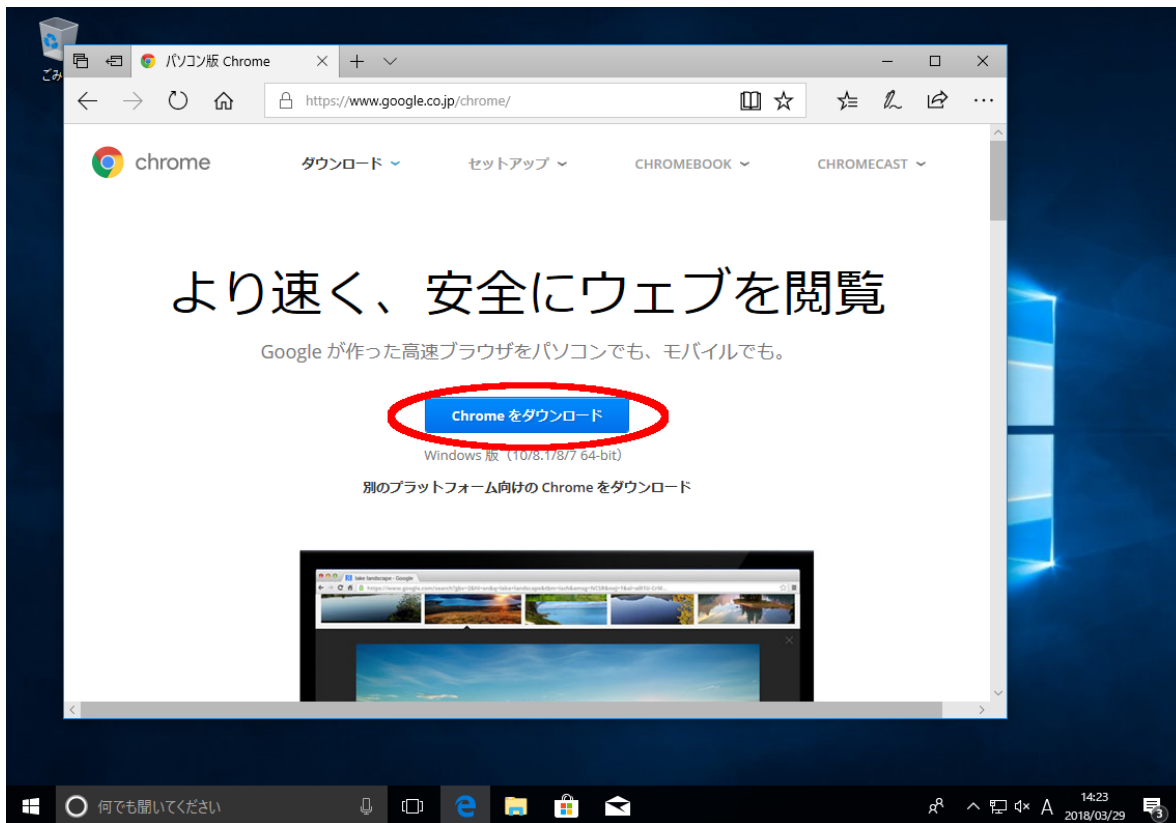 ごみ
パソコン版 Chrome
https://www.google.co.jp/chrome/
chrome
ダウンロード
セットアップ
CHROMEBOOK
CHROMECAST
より速く、安全にウェブを閲覧
Google が作った高速ブラウザをパソコンでも、モバイルでも。
Chrome をダウンロード
Windows 版（10/8.1/8/7 64-bit）
別のプラットフォーム向けの Chrome をダウンロード
lake landscape - Google
何でも聞いてください
A
14:23
2018/03/29
3